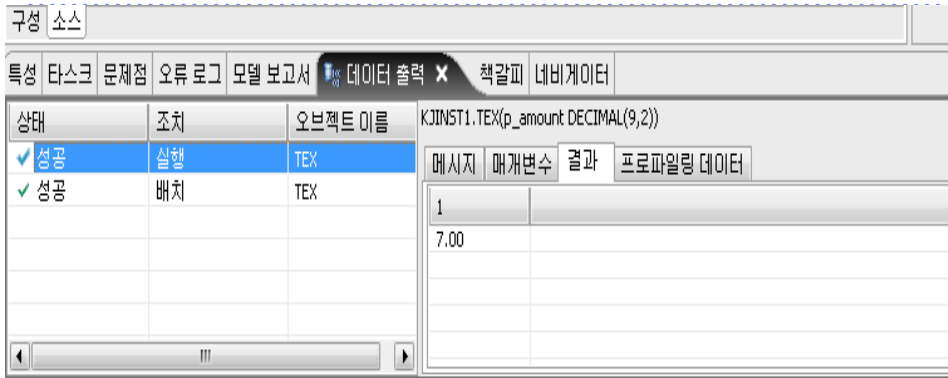 구성 소스
특성 타스크 문제점 오류 로그 모델 보고서 데이터 출력 책갈피 네비게이터
상태 조치 오브젝트 이름
성공 실행 TEX
성공 배치 TEX
KJINST1.TEX(p_amount DECIMAL(9,2))
메시지 매개변수 결과 프로파일링 데이터
1
7.00